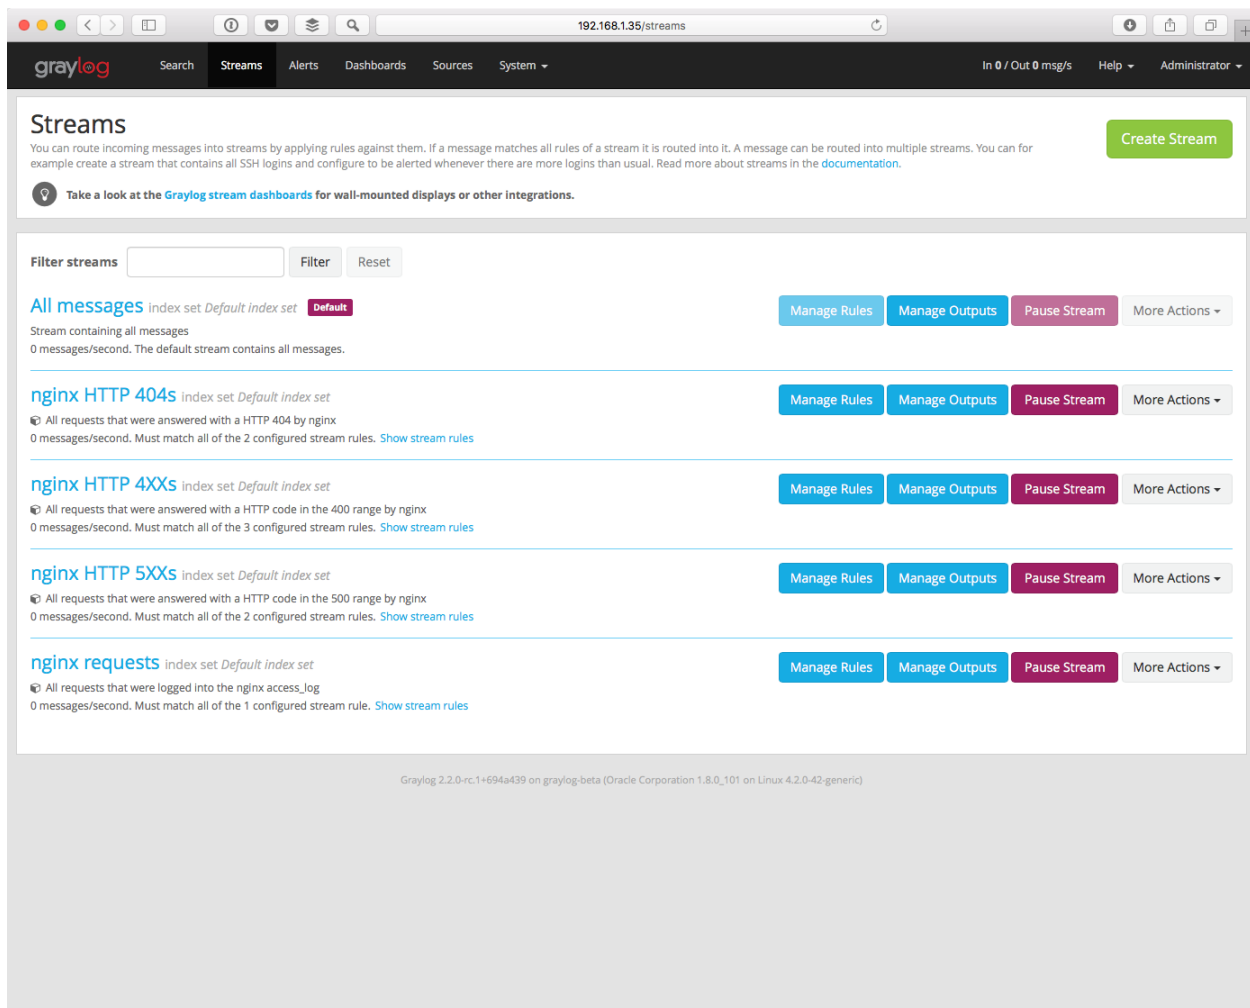 192.168.1.35/streams
graylog Search Streams Alerts Dashboards Sources System In 0 / Out 0 msg/s Help Administrator
Streams
You can route incoming messages into streams by applying rules against them. If a message matches all rules of a stream it is routed into it. A message can be routed into multiple streams. You can for
example create a stream that contains all SSH logins and configure to be alerted whenever there are more logins than usual. Read more about streams in the documentation.
Create Stream
Take a look at the Graylog stream dashboards for wall-mounted displays or other integrations.
Filter streams Filter Reset
All messages index set Default index set Default
Manage Rules Manage Outputs Pause Stream More Actions
Stream containing all messages
0 messages/second. The default stream contains all messages.
nginx HTTP 404s index set Default index set
Manage Rules Manage Outputs Pause Stream More Actions
All requests that were answered with a HTTP 404 by nginx
0 messages/second. Must match all of the 2 configured stream rules. Show stream rules
nginx HTTP 4XXs index set Default index set
Manage Rules Manage Outputs Pause Stream More Actions
All requests that were answered with a HTTP code in the 400 range by nginx
0 messages/second. Must match all of the 3 configured stream rules. Show stream rules
nginx HTTP 5XXs index set Default index set
Manage Rules Manage Outputs Pause Stream More Actions
All requests that were answered with a HTTP code in the 500 range by nginx
0 messages/second. Must match all of the 2 configured stream rules. Show stream rules
nginx requests index set Default index set
Manage Rules Manage Outputs Pause Stream More Actions
All requests that were logged into the nginx access_log
0 messages/second. Must match all of the 1 configured stream rule. Show stream rules
Graylog 2.2.0-rc.1+694a439 on graylog-beta (Oracle Corporation 1.8.0_101 on Linux 4.2.0-42-generic)